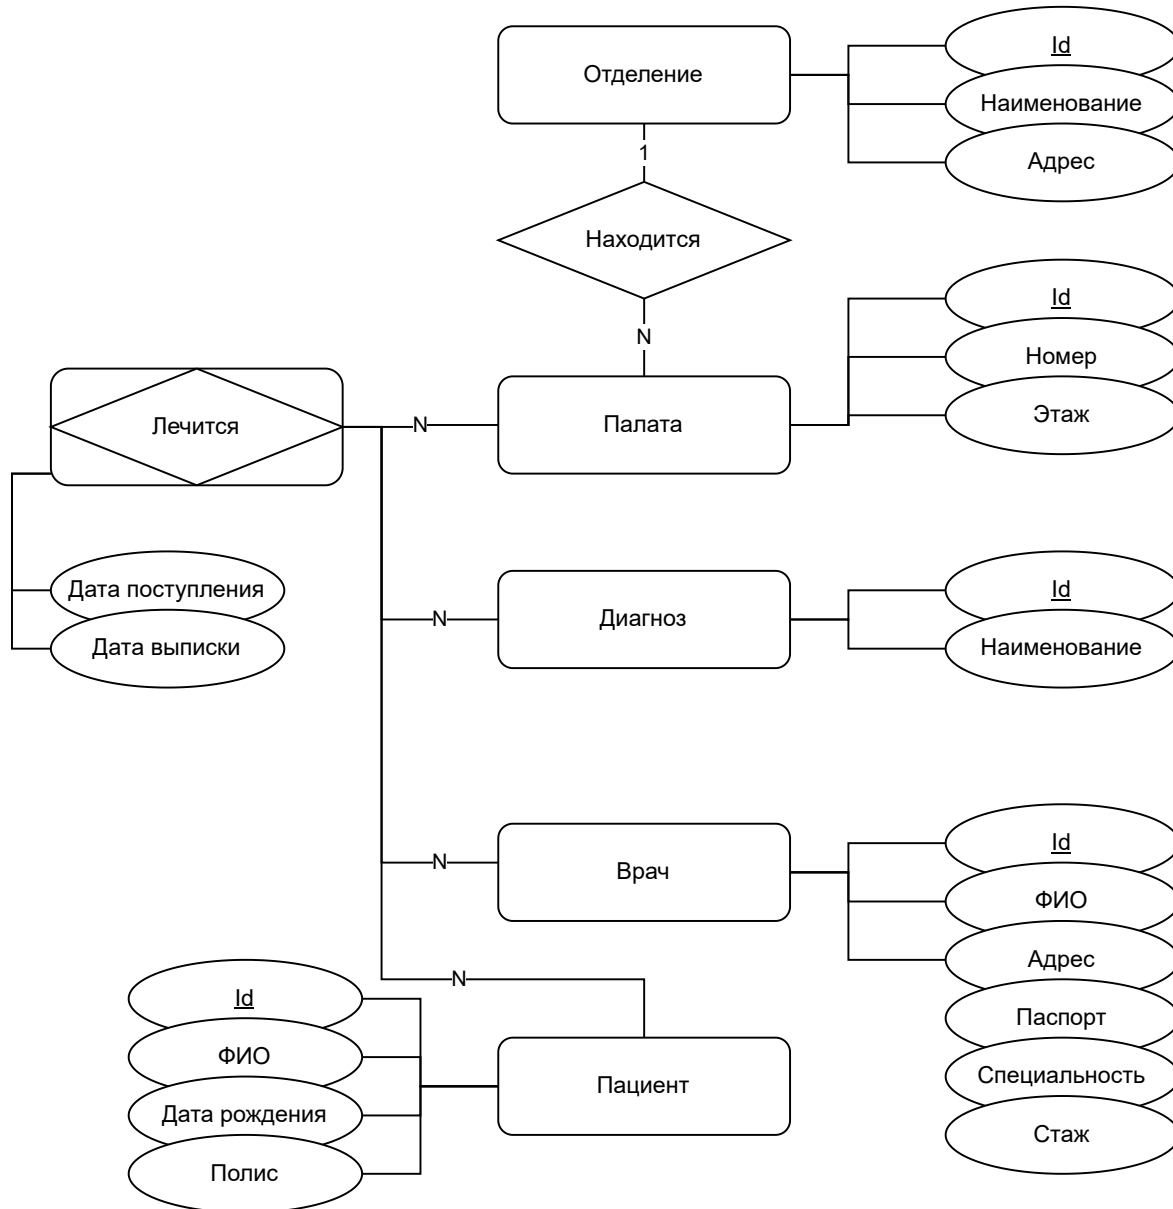 Отделение
Id
Наименование
Адрес
1
Находится
N
Id
Номер
Этаж
Лечится
N
Палата
Дата поступления
Дата выписки
N
Диагноз
Id
Наименование
N
Врач
Id
ФИО
Адрес
Паспорт
Специальность
Стаж
N
Id
ФИО
Дата рождения
Полис
Пациент